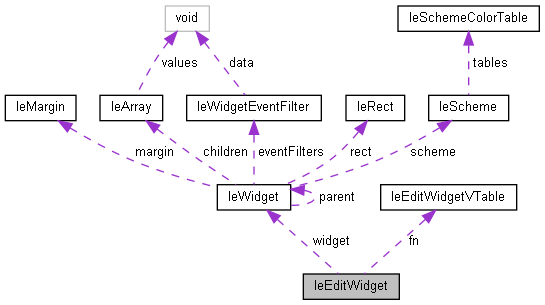 void
leSchemeColorTable
values
data
tables
leMargin
leArray
leWidgetEventFilter
leRect
leScheme
margin
children
eventFilters
rect
scheme
leWidget
parent
leEditWidgetVTable
widget
fn
leEditWidget